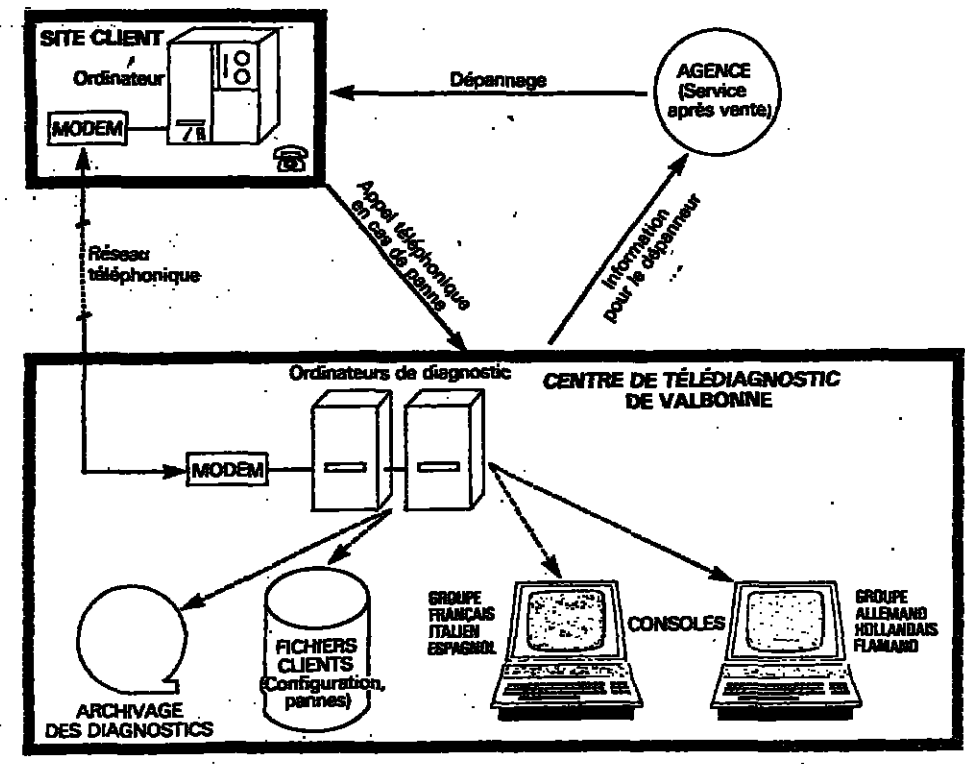 SITE CLIENT
Ordinateur
MODEM
Dépannage
AGENCE
(Service
après vente)
Réseau
téléphonique
Appel téléphonique
en cas de
panne
Information
pour le dépanneur
Ordinateurs de diagnostic
CENTRE DE TÉLÉDIAGNOSTIC
DE VALBONNE
MODEM
GROUPE
FRANÇAIS
ITALIEN
ESPAGNOL
CONSOLES
GROUPE
ALLEMAND
HOLLANDAIS
FLAMAND
FICHIERS
CLIENTS
(Configuration,
pannes)
ARCHIVAGE
DES DIAGNOSTICS